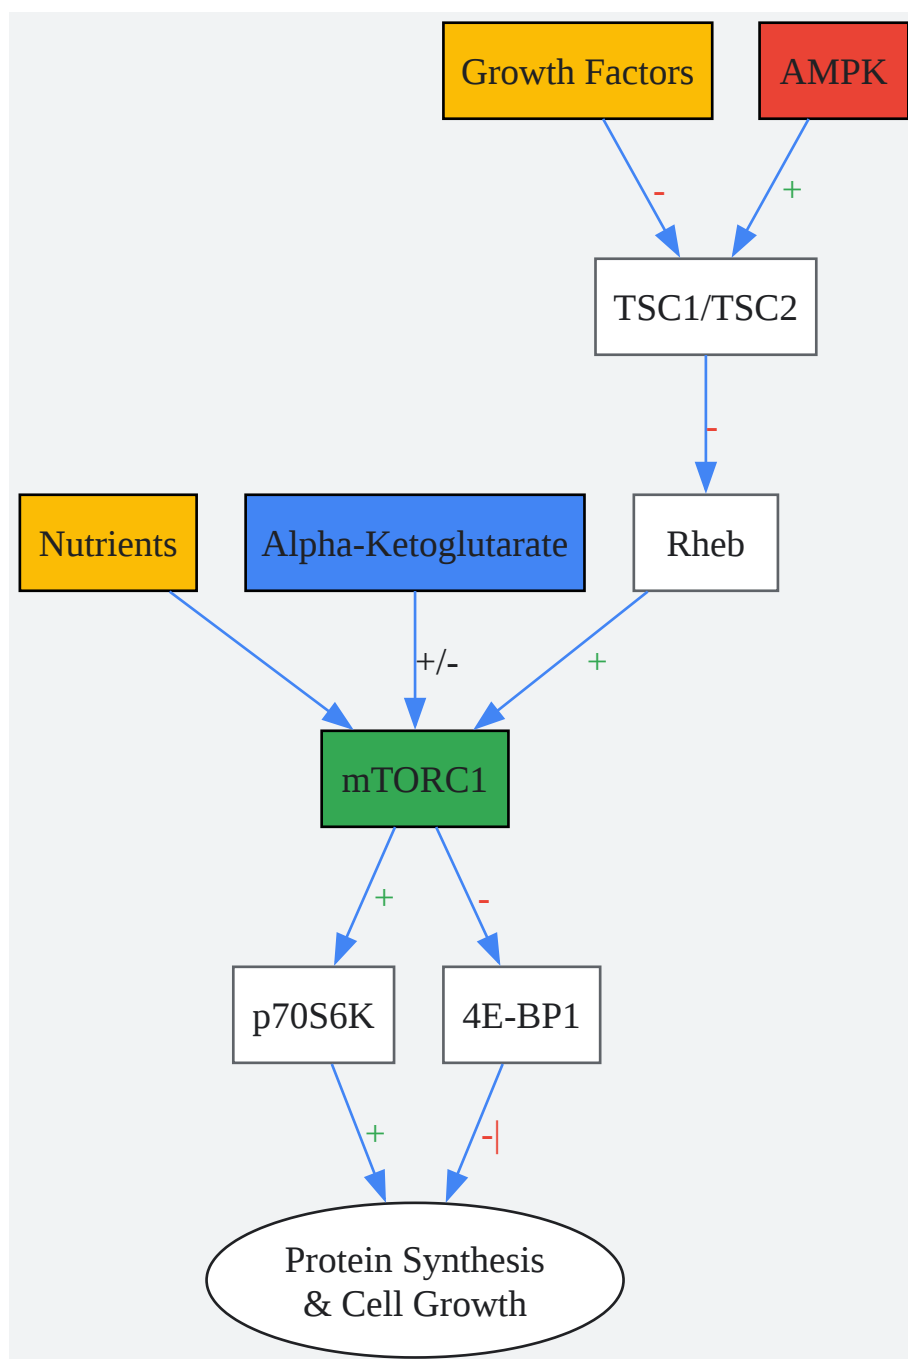 Growth Factors
AMPK
-
+
TSC1/TSC2
-
Nutrients
Alpha-Ketoglutarate
Rheb
+/-
+
mTORC1
+
-
p70S6K
4E-BP1
+
-|
Protein Synthesis
& Cell Growth